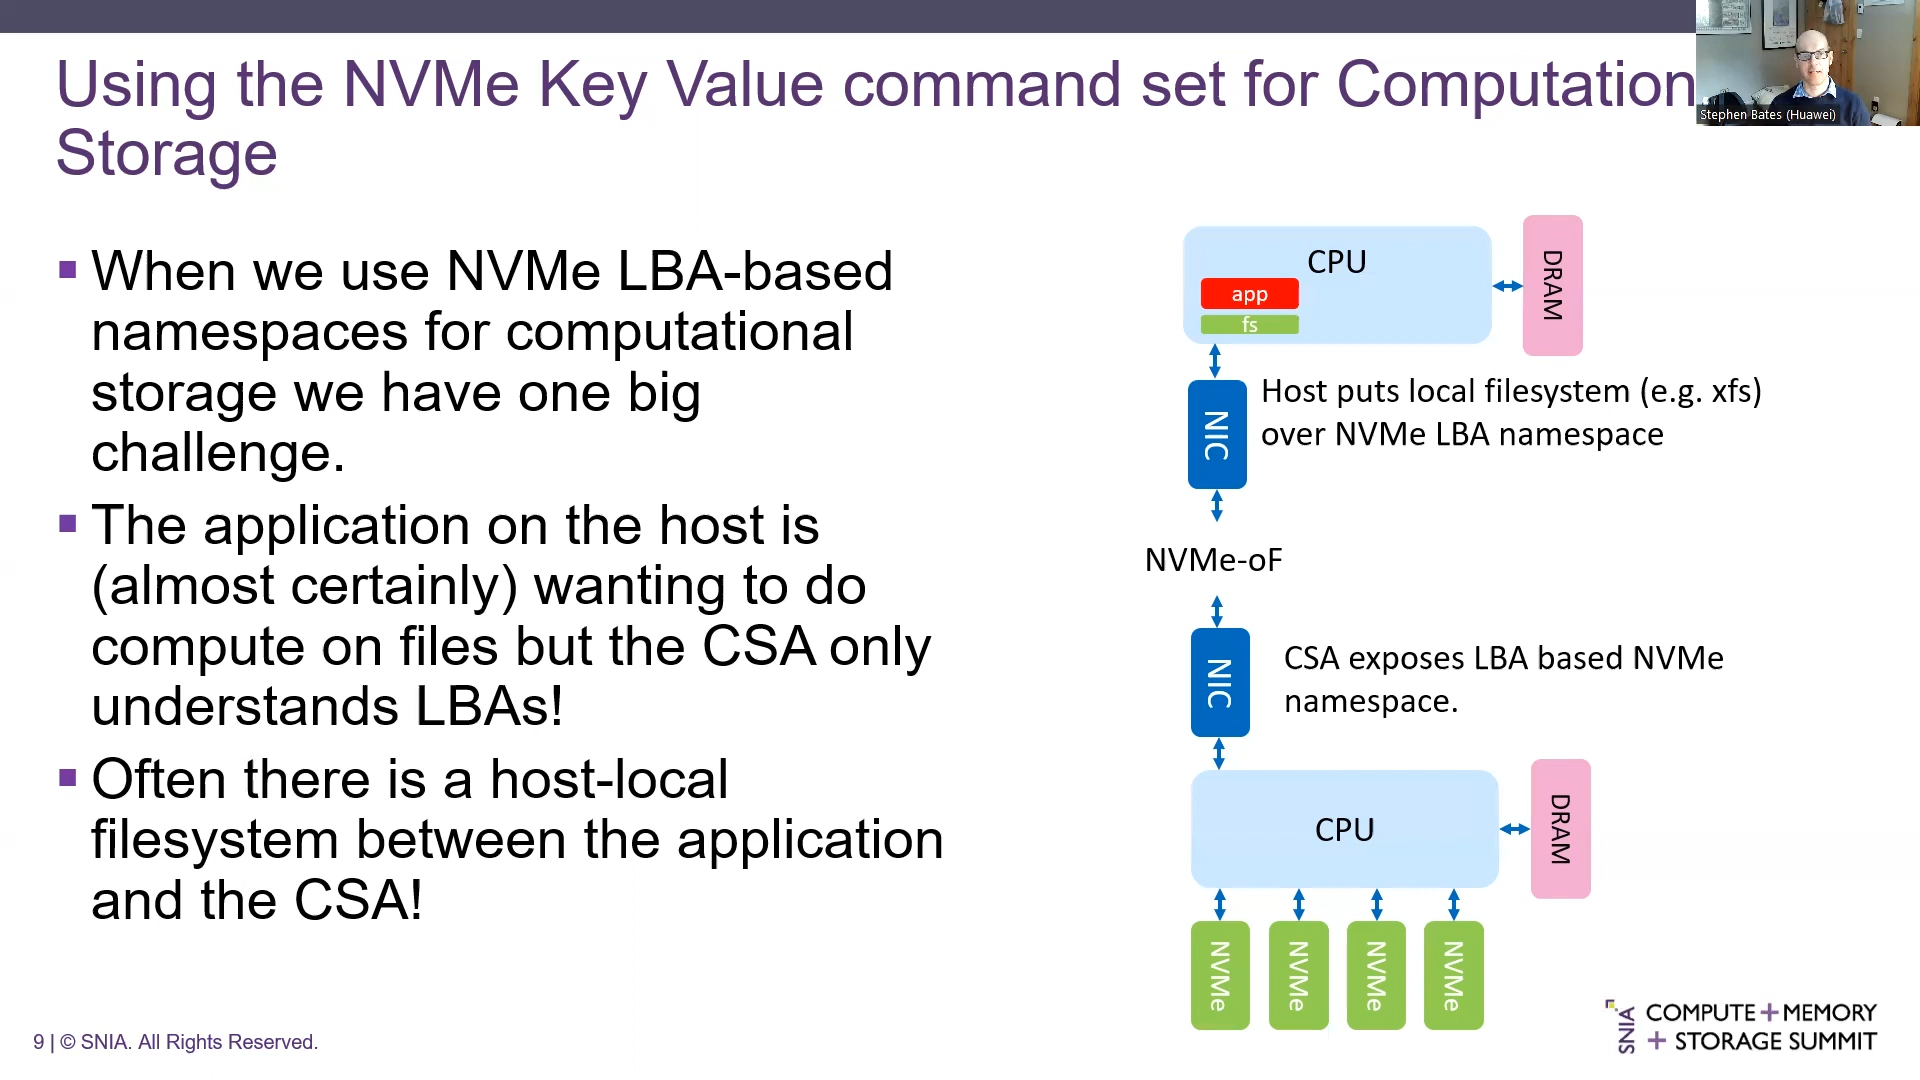 Using the NVMe Key Value command set for Computation
Storage
Stephen Bates (Huawei)
When we use NVMe LBA-based
namespaces for computational
storage we have one big
challenge.
The application on the host is
(almost certainly) wanting to do
compute on files but the CSA only
understands LBAs!
Often there is a host-local
filesystem between the application
and the CSA!
CPU
app
fs
DRAM
NIC
Host puts local filesystem (e.g. xfs)
over NVMe LBA namespace
NVMe-oF
NIC
CSA exposes LBA based NVMe
namespace.
CPU
DRAM
NVMe
NVMe
NVMe
NVMe
9 | © SNIA. All Rights Reserved.
SNIA
COMPUTE + MEMORY
+ STORAGE SUMMIT